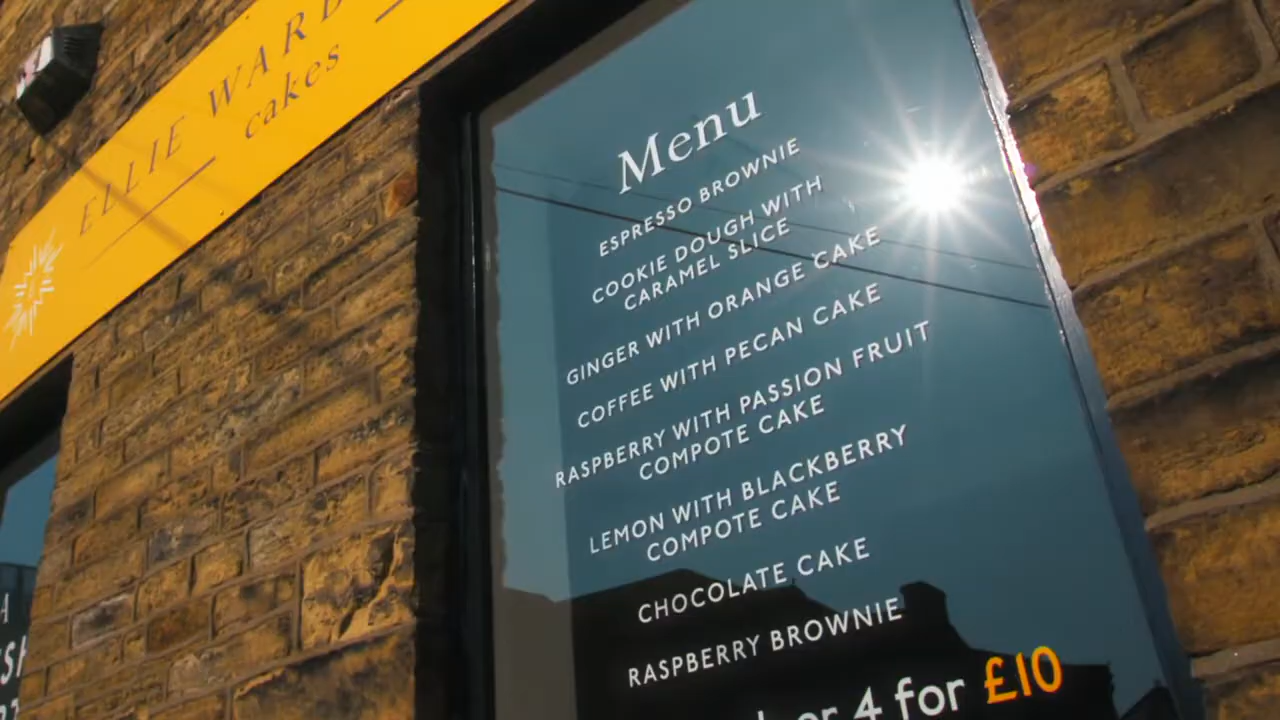 ELLIE WARD
cakes
Menu
ESPRESSO BROWNIE
COOKIE DOUGH WITH
CARAMEL SLICE
GINGER WITH ORANGE CAKE
COFFEE WITH PECAN CAKE
RASPBERRY WITH PASSION FRUIT
COMPOTE CAKE
LEMON WITH BLACKBERRY
COMPOTE CAKE
CHOCOLATE CAKE
RASPBERRY BROWNIE
4 for £10